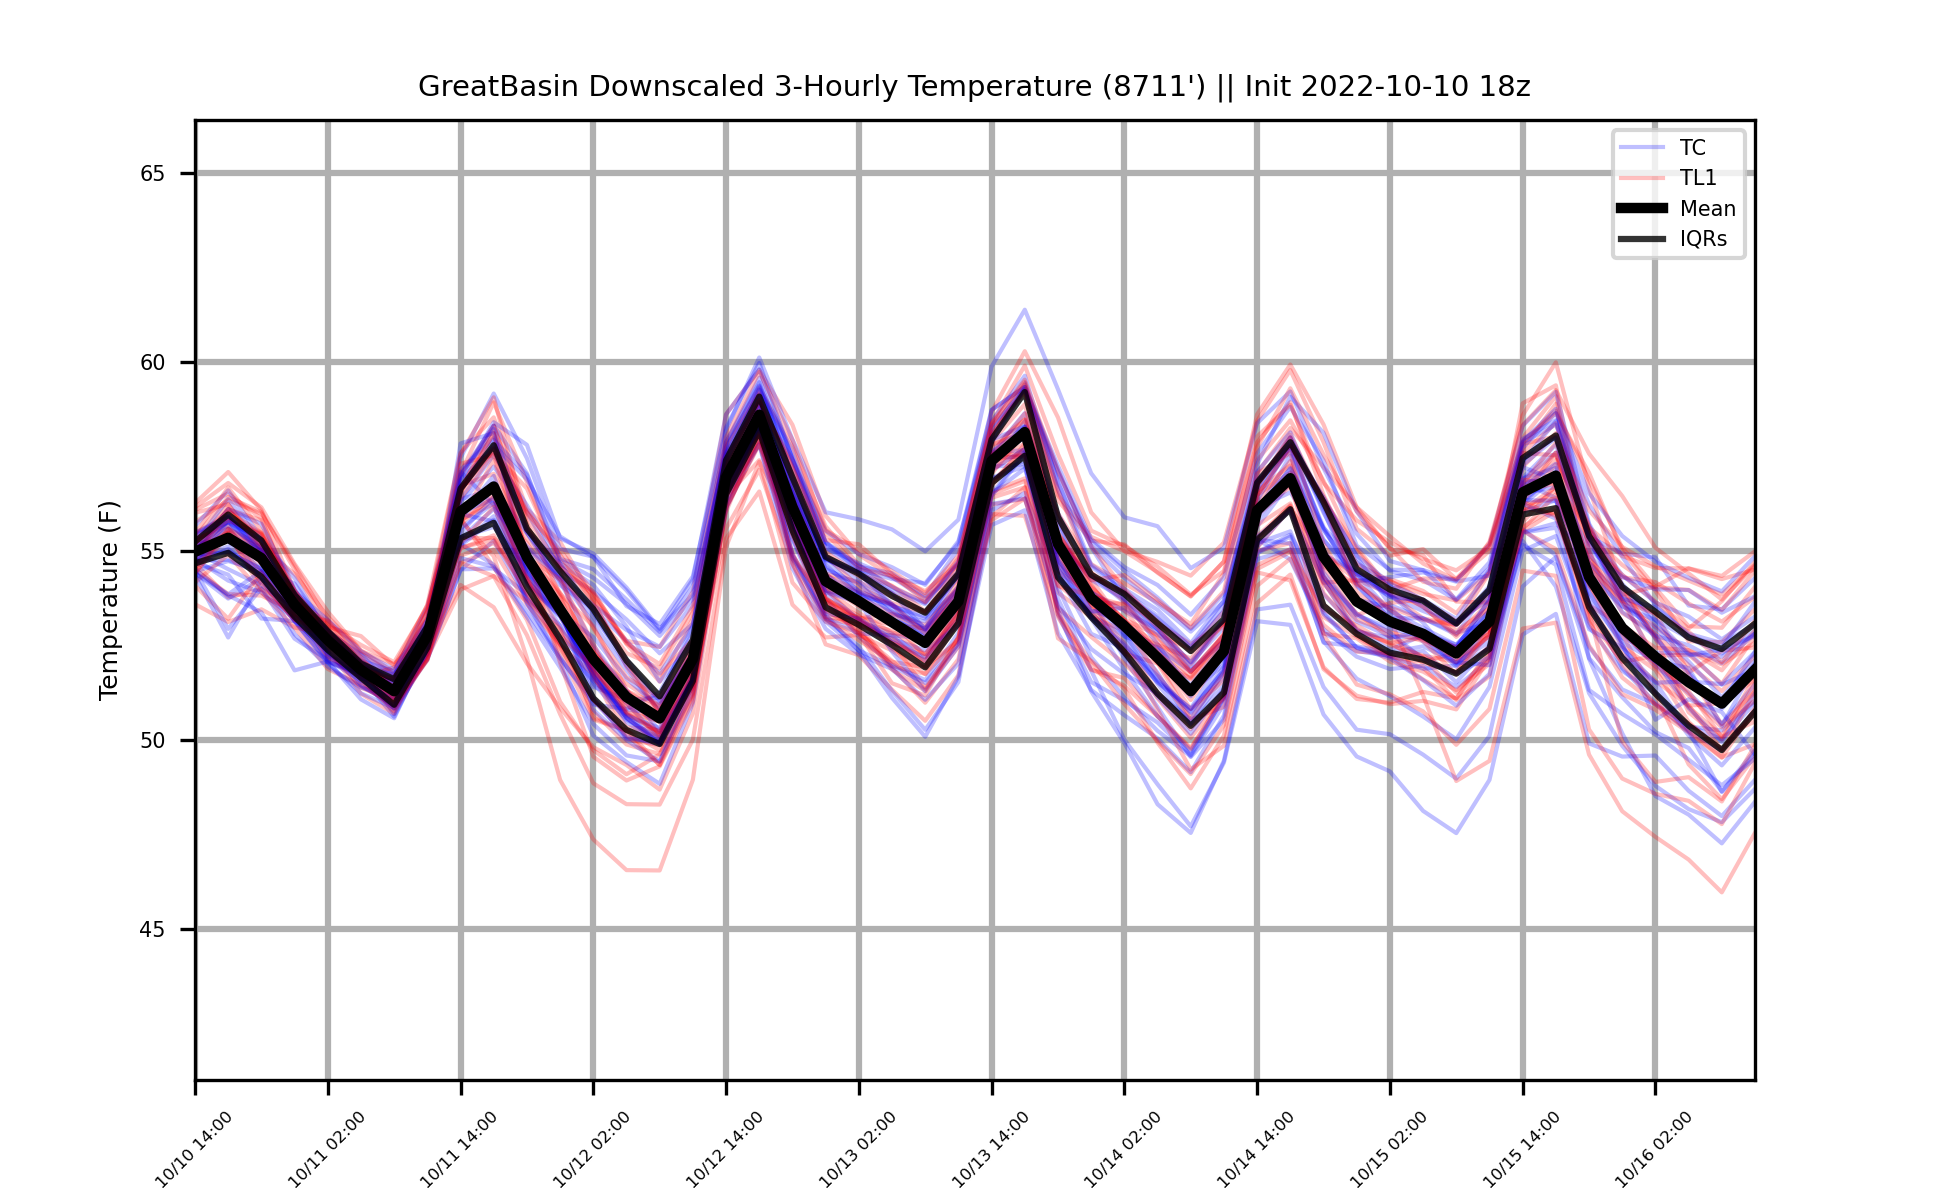 GreatBasin Downscaled 3-Hourly Temperature (8711') || Init 2022-10-10 18z
TC
TL1
Mean
IQRs
Temperature (F)
65
60
55
50
45
10/10 14:00
10/11 02:00
10/11 14:00
10/12 02:00
10/12 14:00
10/13 02:00
10/13 14:00
10/14 02:00
10/14 14:00
10/15 02:00
10/15 14:00
10/16 02:00